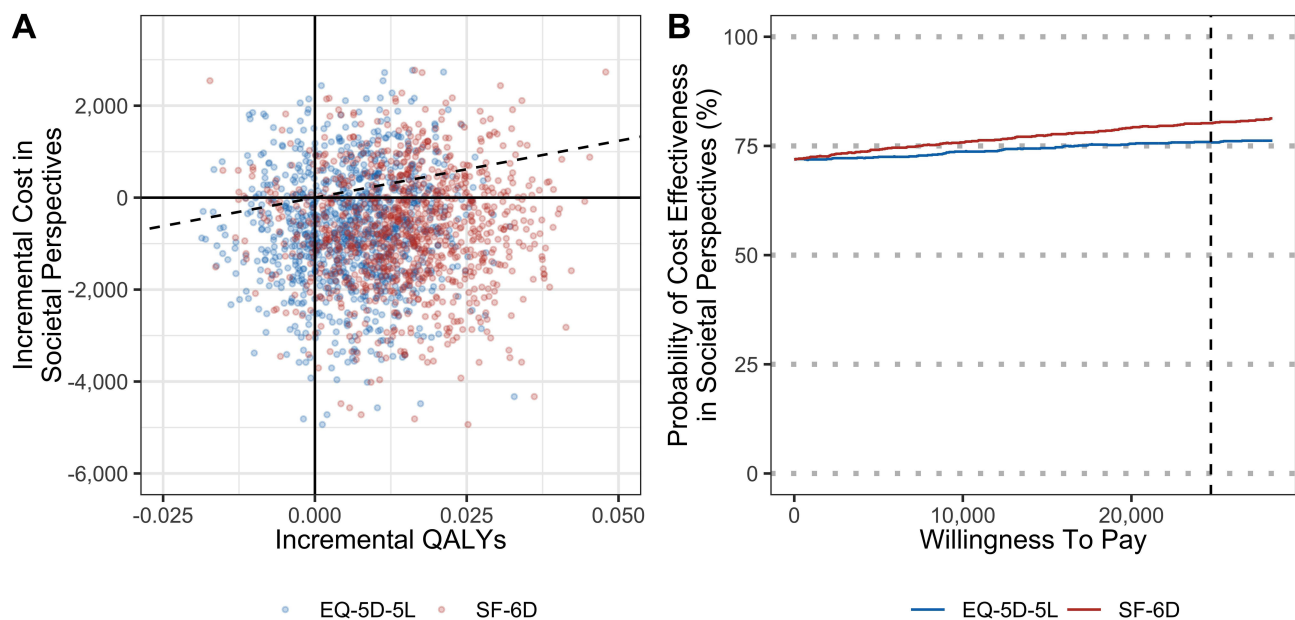 A
Incremental Cost in
Societal Perspectives
2,000
0
-2,000
-4,000
-6,000
-0.025 0.000 0.025 0.050
Incremental QALYs
EQ-5D-5L SF-6D
B
Probability of Cost Effectiveness
in Societal Perspectives (%)
100
75
50
25
0
0 10,000 20,000
Willingness To Pay
EQ-5D-5L SF-6D